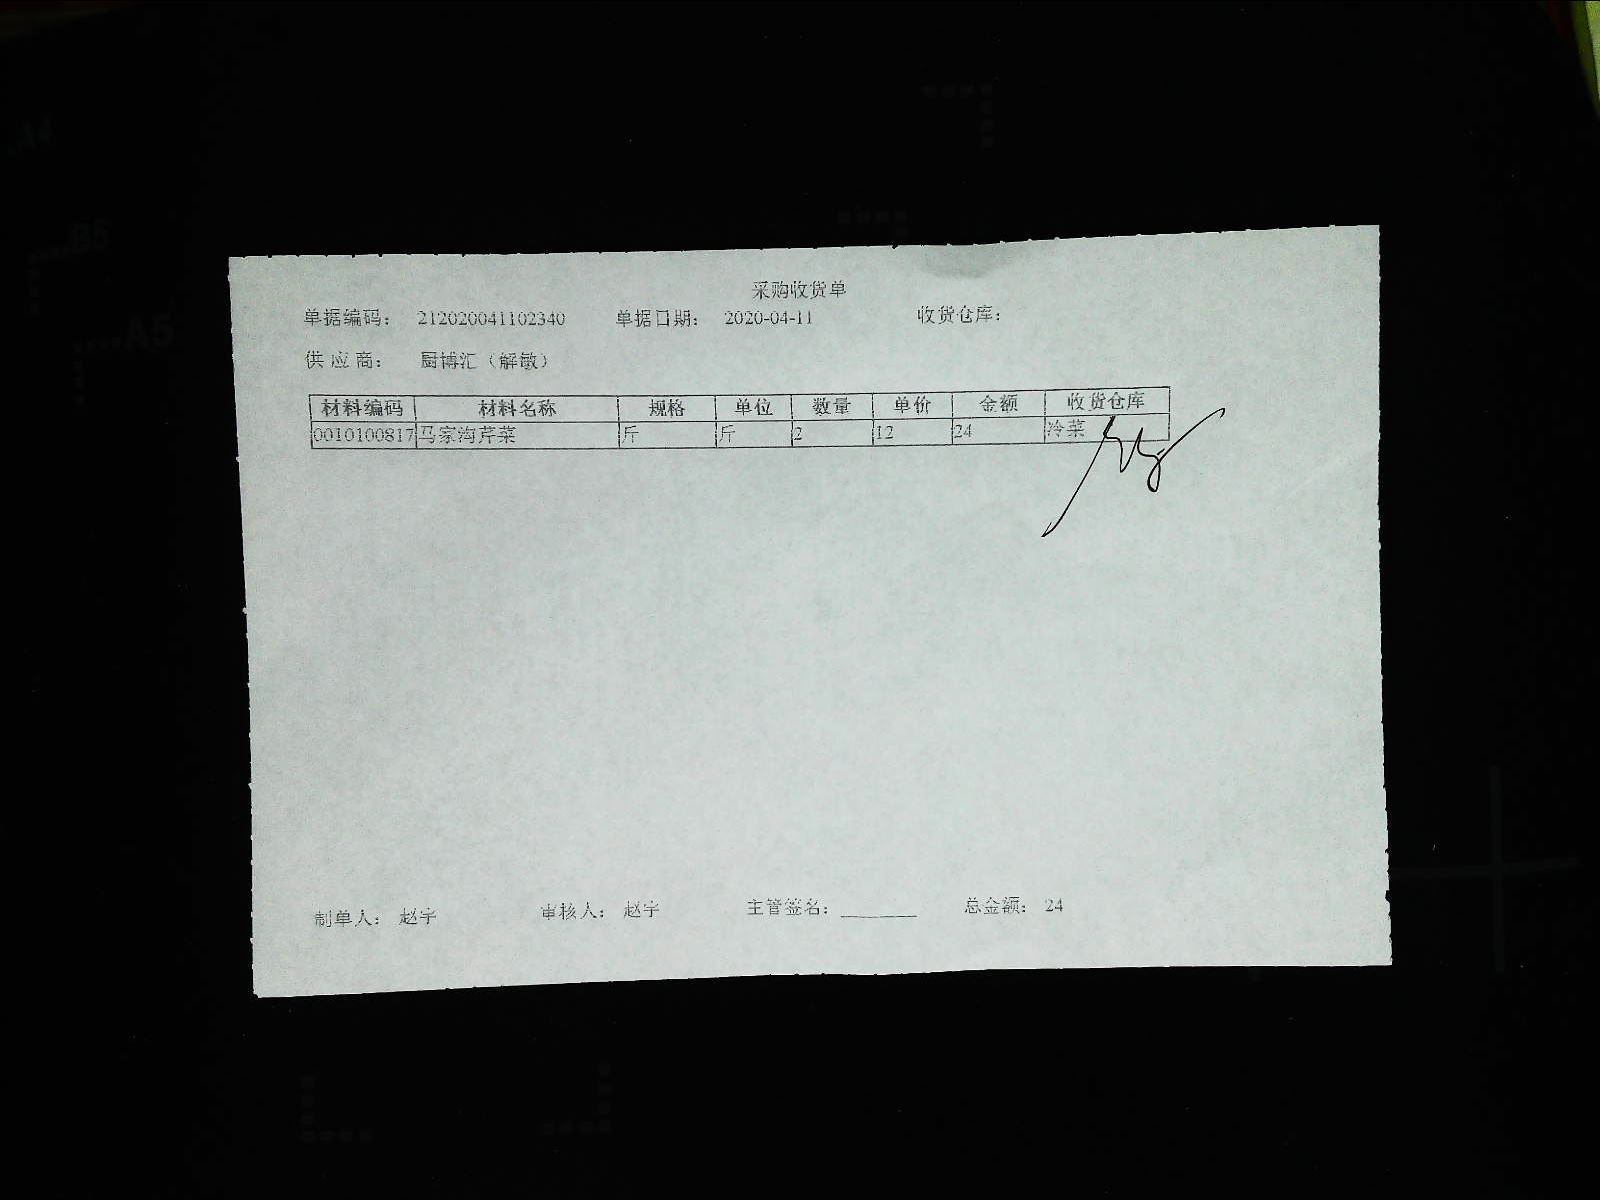 采购收货单
单据编码： 212020041102340 单据日期： 2020-04-11 收货仓库：
供 应 商： 厨博汇（解敏）
材料编码 材料名称 规格 单位 数量 单价 金额 收货仓库
0010100817 马家沟芹菜 斤 斤 2 12 24 冷菜
制单人： 赵宇 审核人： 赵宇 主管签名：________ 总金额： 24
A4
B5
A5